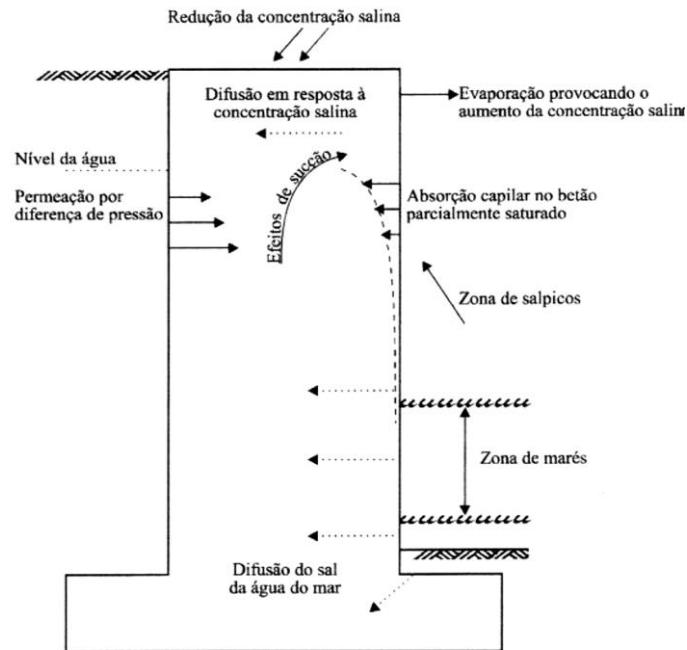 Redução da concentração salina
Difusão em resposta à
concentração salina
Evaporação provocando o
aumento da concentração salin
Nível da água
Efeitos de sucção
Permeação por
diferença de pressão
Absorção capilar no betão
parcialmente saturado
Zona de salpicos
Zona de marés
Difusão do sal
da água do mar